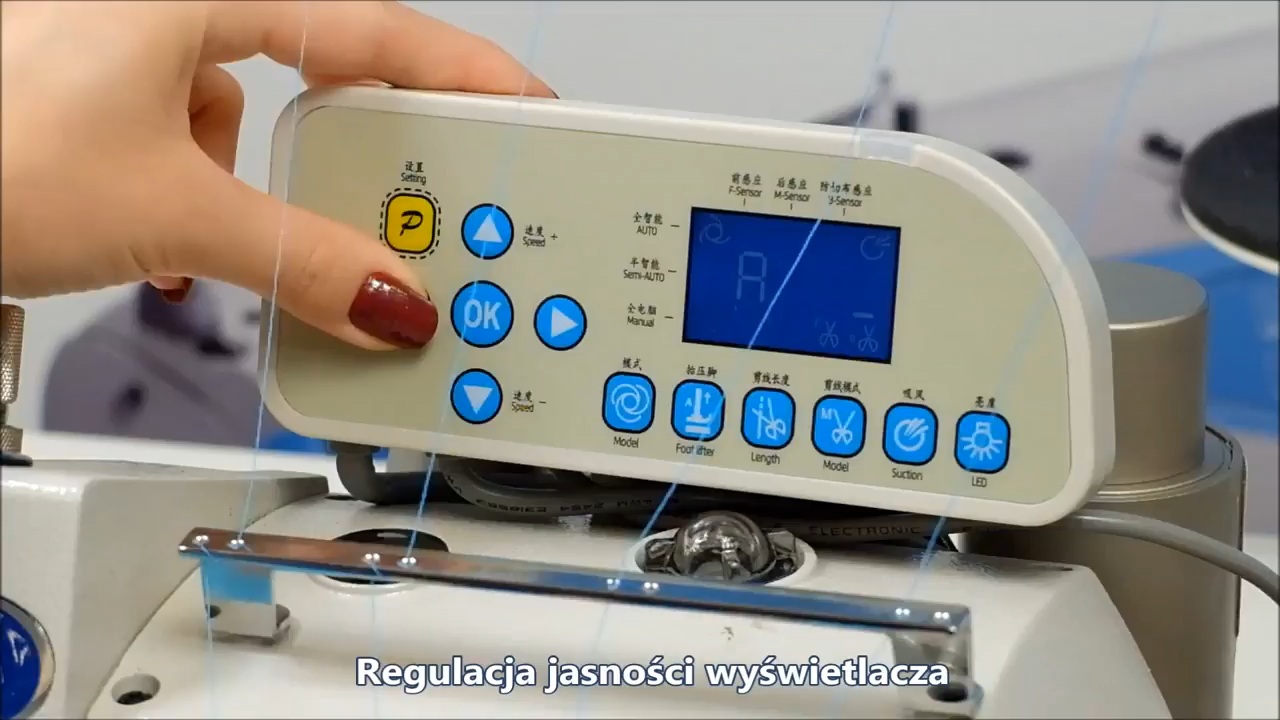 设置
Setting
P
速度
Speed +
OK
速度
Speed -
前感应
F-Sensor
后感应
M-Sensor
全智能
AUTO
半智能
Semi-AUTO
全电脑
Manual
A
模式
Model
抬压脚
A
剪线长度
Length
剪线模式
M
Model
吸风
Suction
亮度
LED
ELECTRONIC
Regulacja jasności wyświetlacza